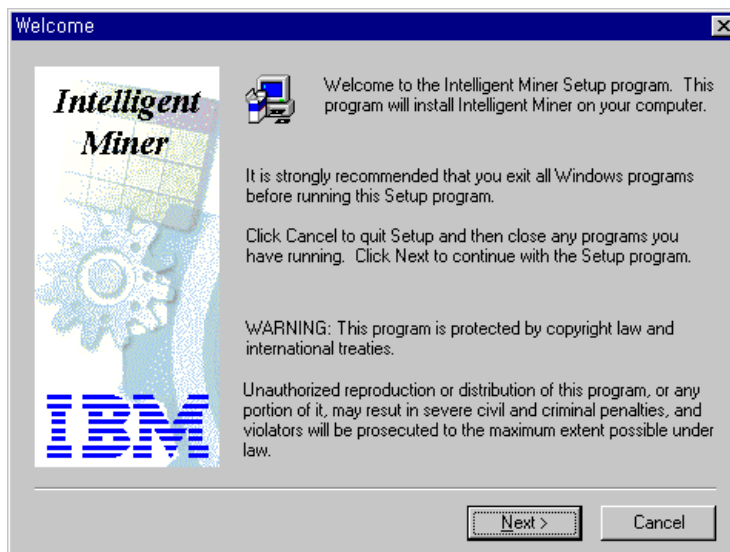 Welcome
Intelligent
Miner
IBM
Welcome to the Intelligent Miner Setup program. This
program will install Intelligent Miner on your computer.
It is strongly recommended that you exit all Windows programs
before running this Setup program.
Click Cancel to quit Setup and then close any programs you
have running. Click Next to continue with the Setup program.
WARNING: This program is protected by copyright law and
international treaties.
Unauthorized reproduction or distribution of this program, or any
portion of it, may resut in severe civil and criminal penalties, and
violators will be prosecuted to the maximum extent possible under
law.
Next >
Cancel